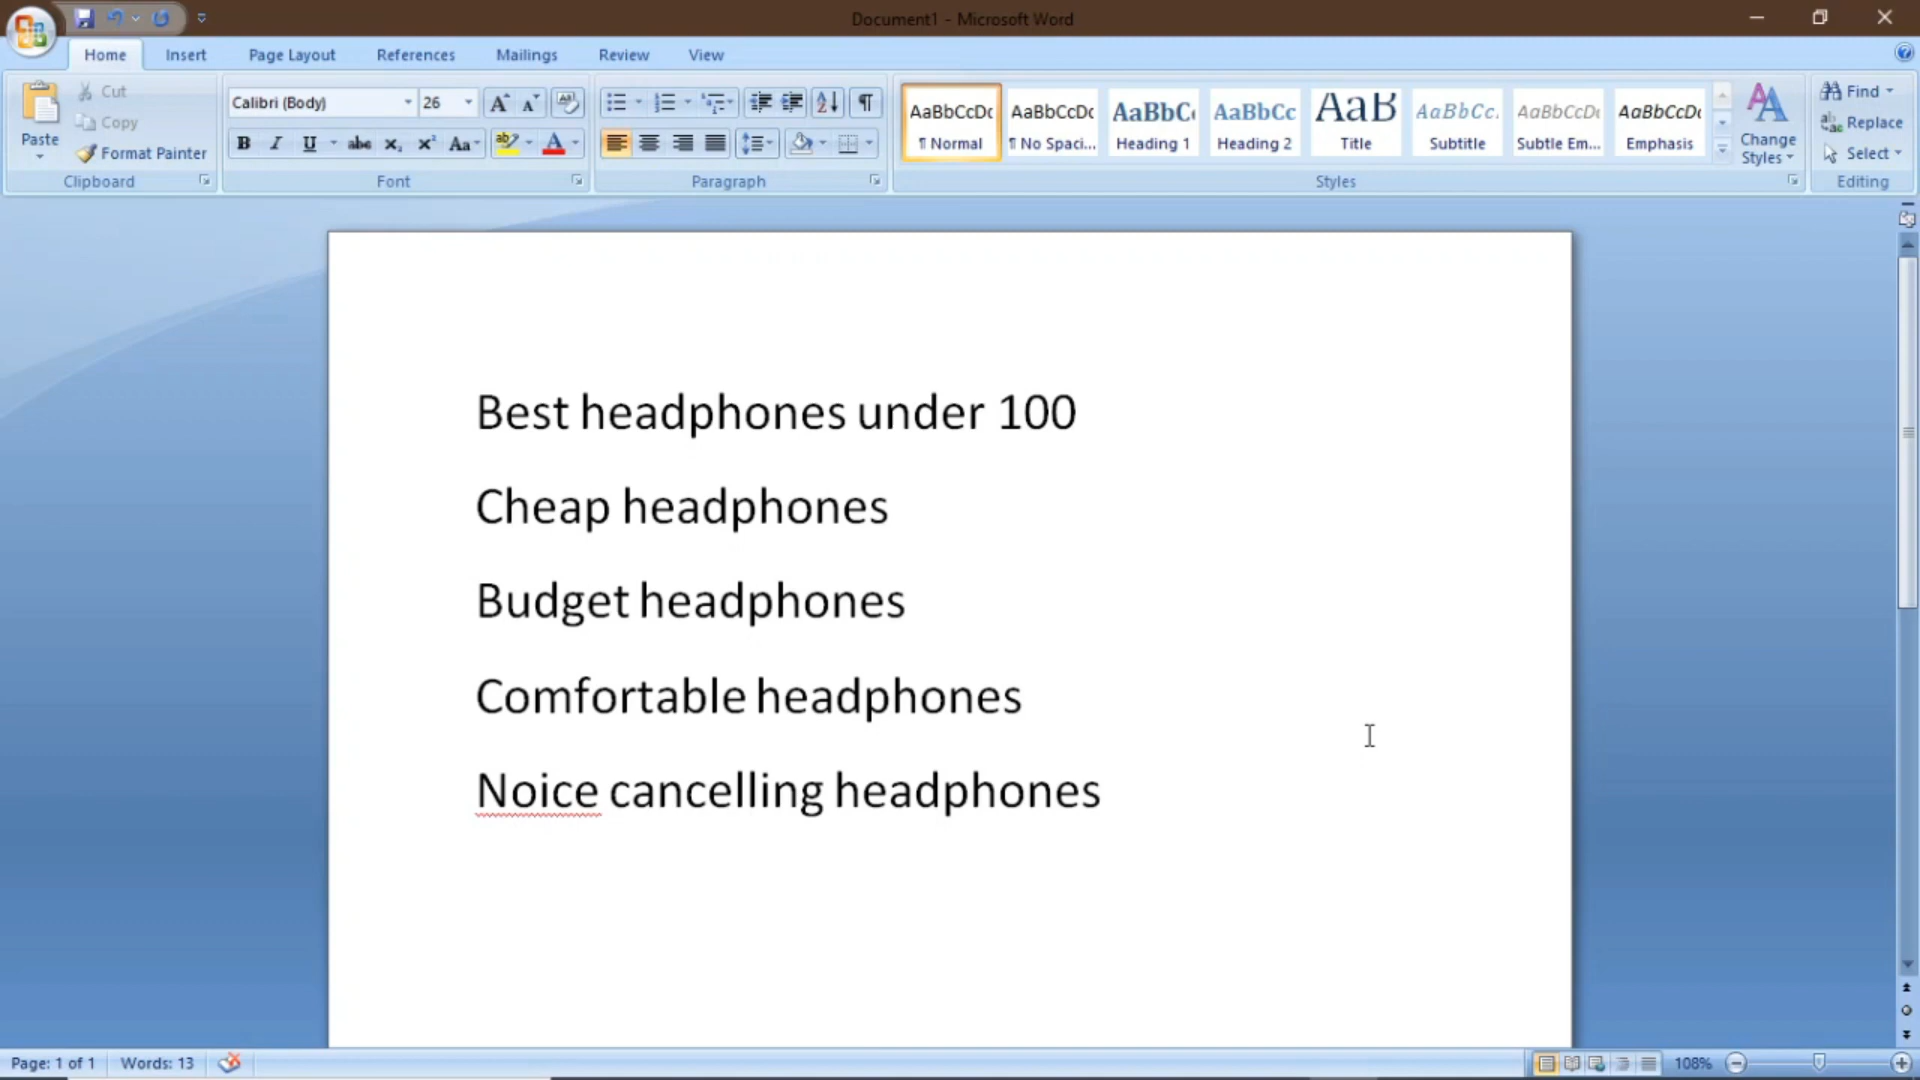 Document1 - Microsoft Word
Home Insert Page Layout References Mailings Review View
Paste
Cut
Copy
Format Painter
Clipboard
Calibri (Body) 26
Font
Paragraph
AaBbCcDc AaBbCcDc AaBbCc AaBbCc AaB AaBbCc. AaBbCcDc AaBbCcDc
¶ Normal ¶ No Spaci... Heading 1 Heading 2 Title Subtitle Subtle Em... Emphasis
Change Styles
Styles
Find
Replace
Select
Editing
Best headphones under 100
Cheap headphones
Budget headphones
Comfortable headphones
Noice cancelling headphones
Page: 1 of 1 Words: 13 108%